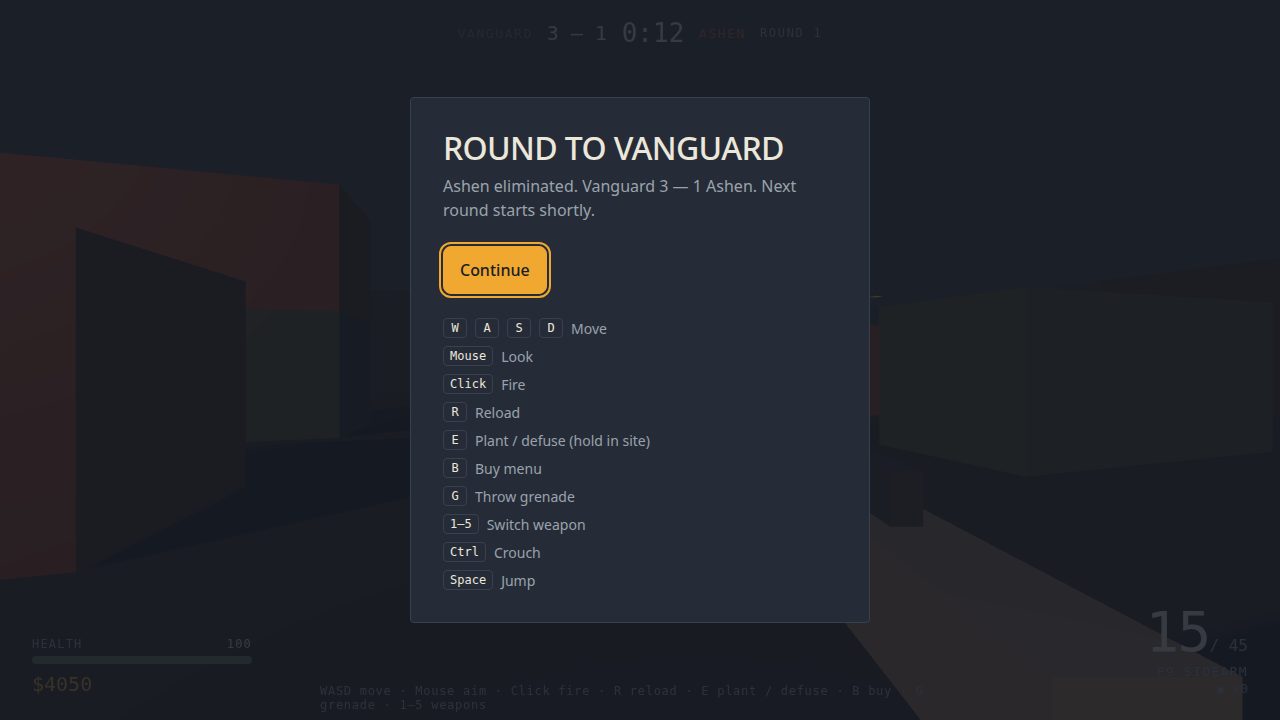 VANGUARD 3 — 1 0:12 ASHEN ROUND 1
ROUND TO VANGUARD
Ashen eliminated. Vanguard 3 — 1 Ashen. Next
round starts shortly.
Continue
W A S D Move
Mouse Look
Click Fire
R Reload
E Plant / defuse (hold in site)
B Buy menu
G Throw grenade
1–5 Switch weapon
Ctrl Crouch
Space Jump
HEALTH 100
$4050
WASD move · Mouse aim · Click fire · R reload · E plant / defuse · B buy · G
grenade · 1–5 weapons
15 / 45
SIDEARM